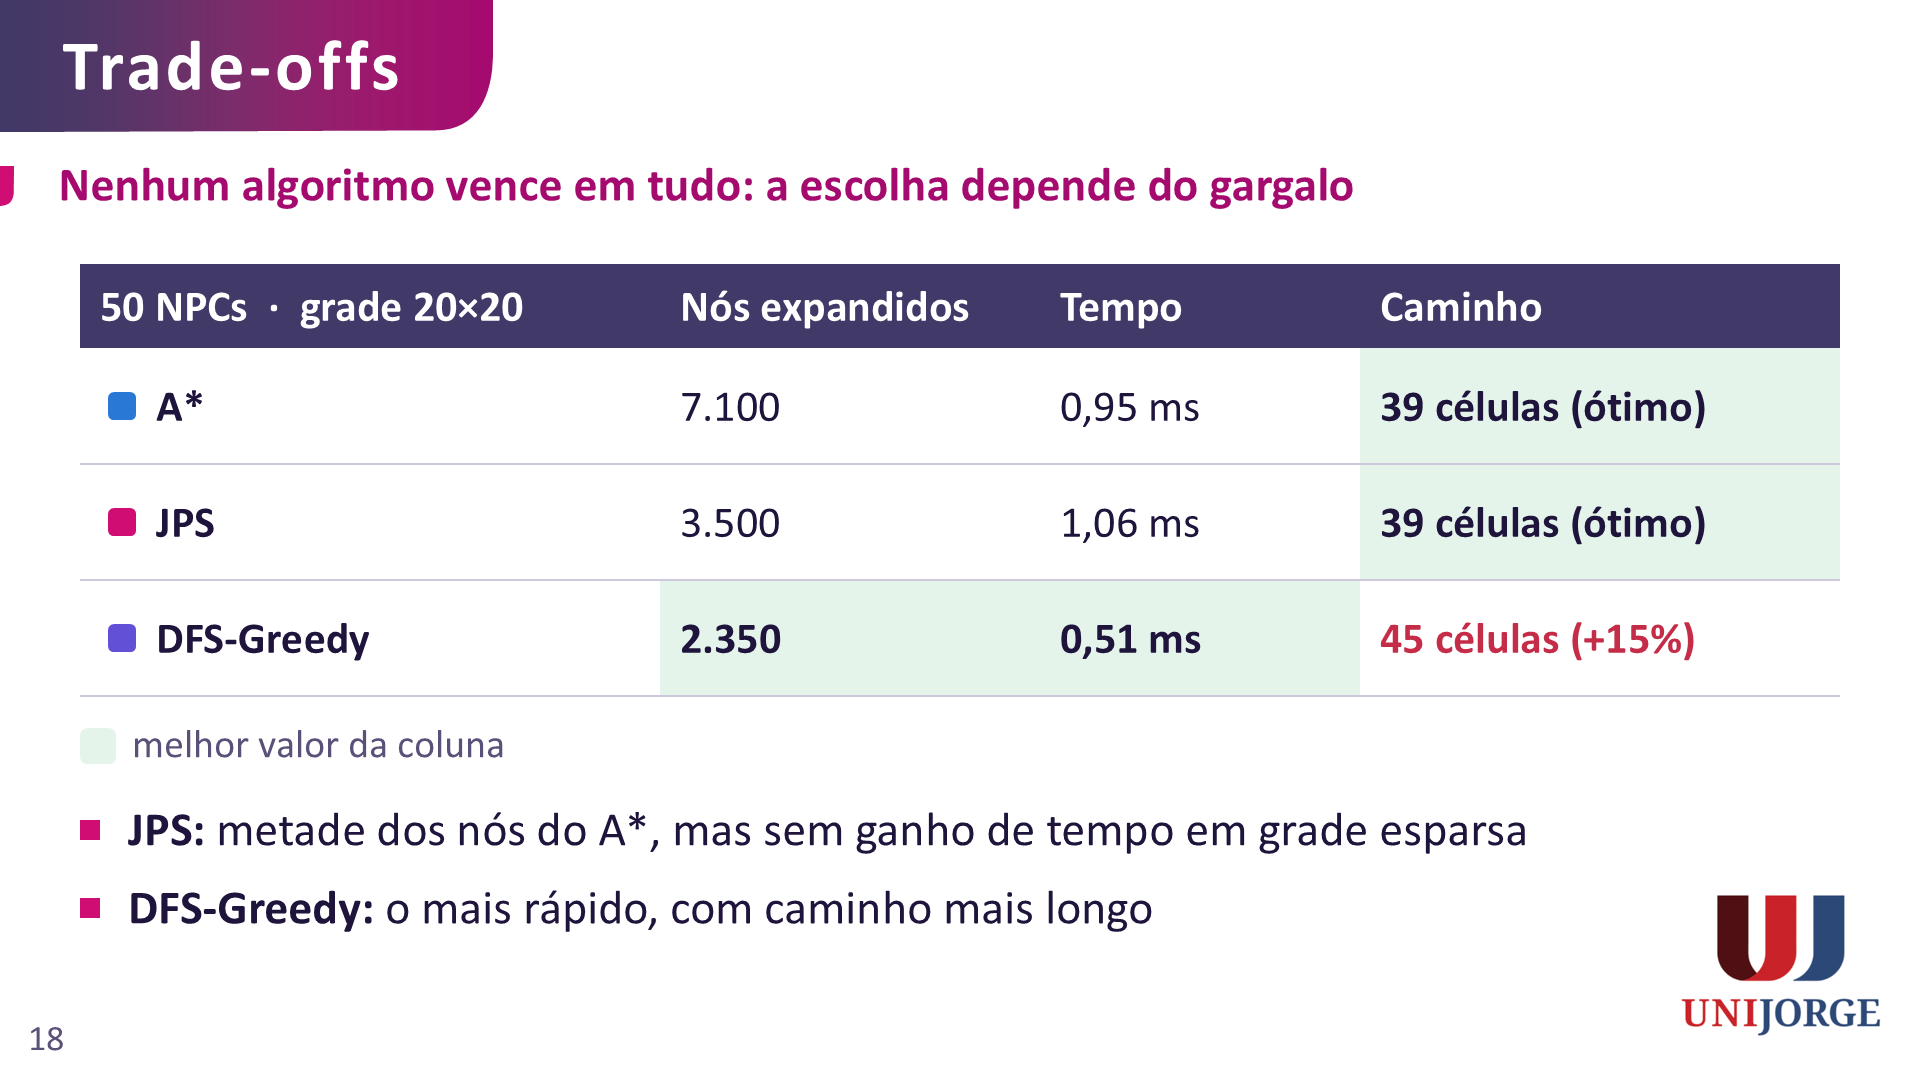 Trade-offs
Nenhum algoritmo vence em tudo: a escolha depende do gargalo
50 NPCs · grade 20×20 Nós expandidos Tempo Caminho
A* 7.100 0,95 ms 39 células (ótimo)
JPS 3.500 1,06 ms 39 células (ótimo)
DFS-Greedy 2.350 0,51 ms 45 células (+15%)
melhor valor da coluna
JPS: metade dos nós do A*, mas sem ganho de tempo em grade esparsa
DFS-Greedy: o mais rápido, com caminho mais longo
UNIJORGE
18